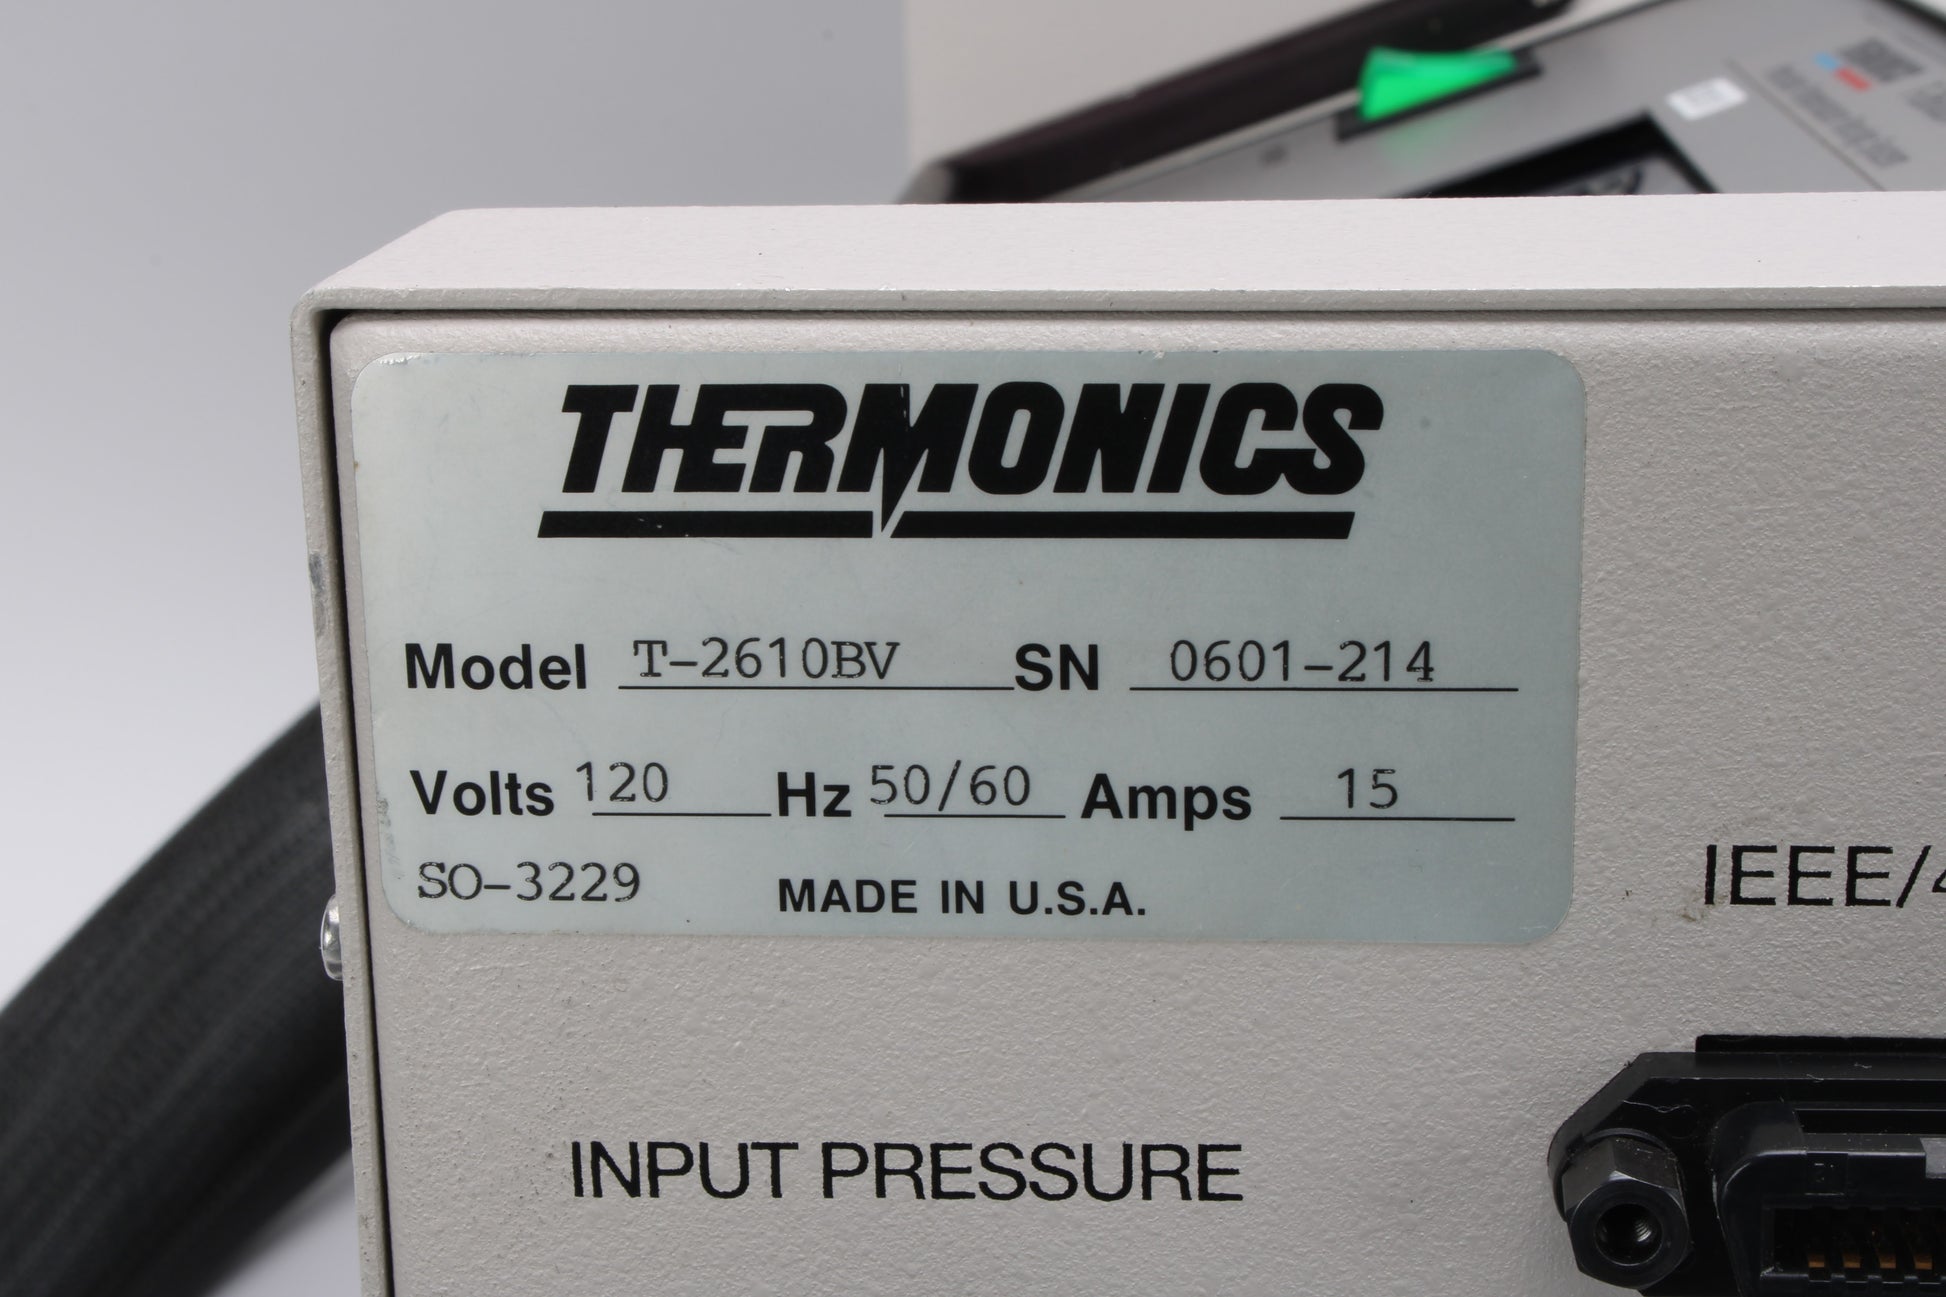 THERMONICS
Model T-2610BV SN 0601-214
Volts 120 Hz 50/60 Amps 15
SO-3229 MADE IN U.S.A.
IEEE/4
INPUT PRESSURE